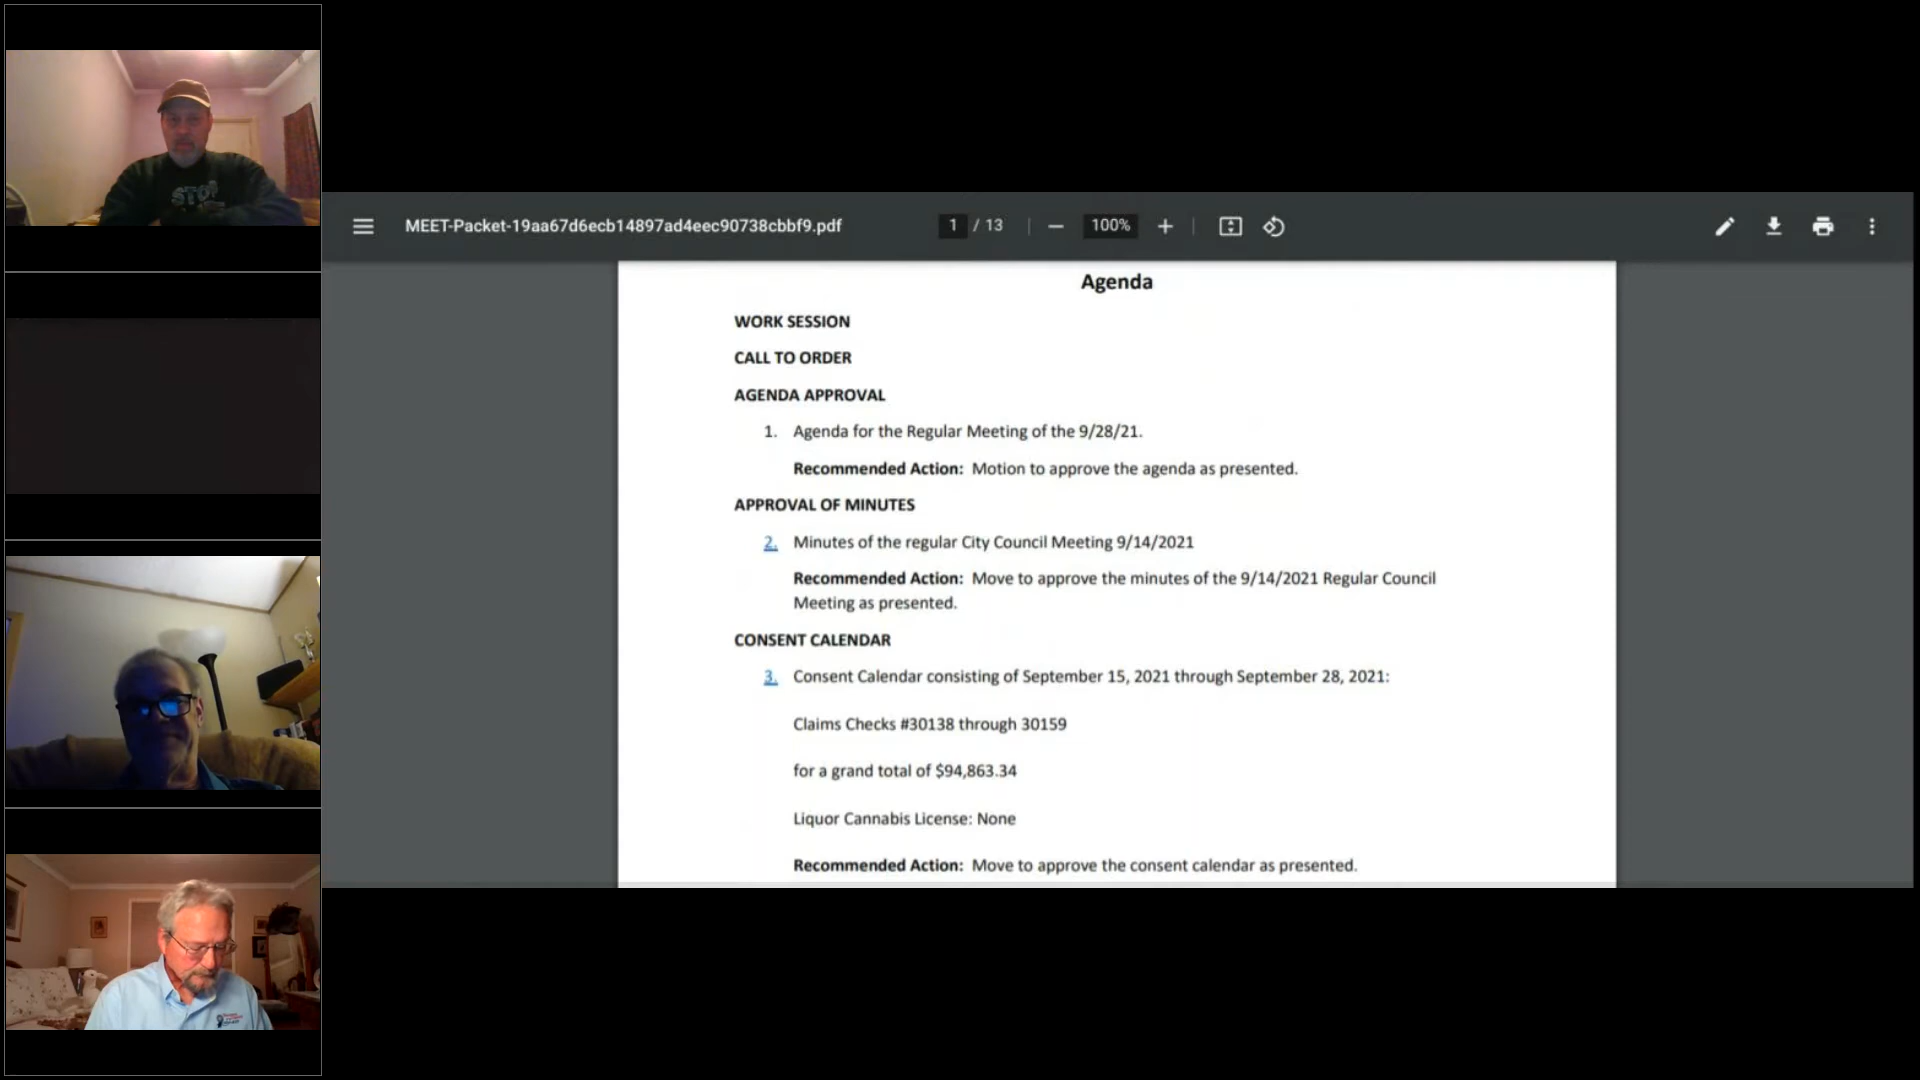 STOP
MEET-Packet-19aa67d6ecb14897ad4eec90738cbbf9.pdf
1 / 13
100%
Agenda
WORK SESSION
CALL TO ORDER
AGENDA APPROVAL
1. Agenda for the Regular Meeting of the 9/28/21.
Recommended Action: Motion to approve the agenda as presented.
APPROVAL OF MINUTES
2. Minutes of the regular City Council Meeting 9/14/2021
Recommended Action: Move to approve the minutes of the 9/14/2021 Regular Council
Meeting as presented.
CONSENT CALENDAR
3. Consent Calendar consisting of September 15, 2021 through September 28, 2021:
Claims Checks #30138 through 30159
for a grand total of $94,863.34
Liquor Cannabis License: None
Recommended Action: Move to approve the consent calendar as presented.